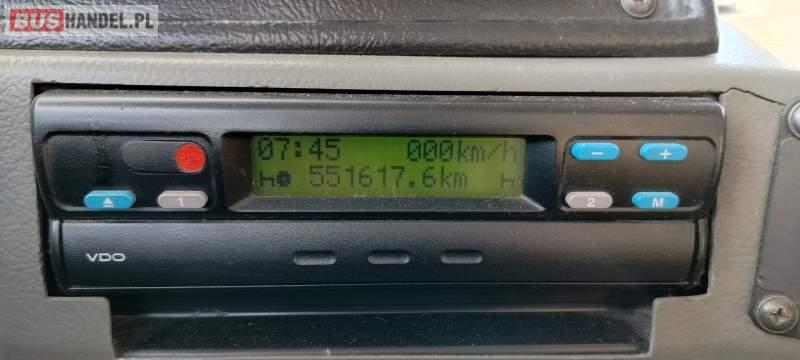 BUSHANDEL.PL
07:45 000km/h
551617.6km
1
2
M
- +
VDO